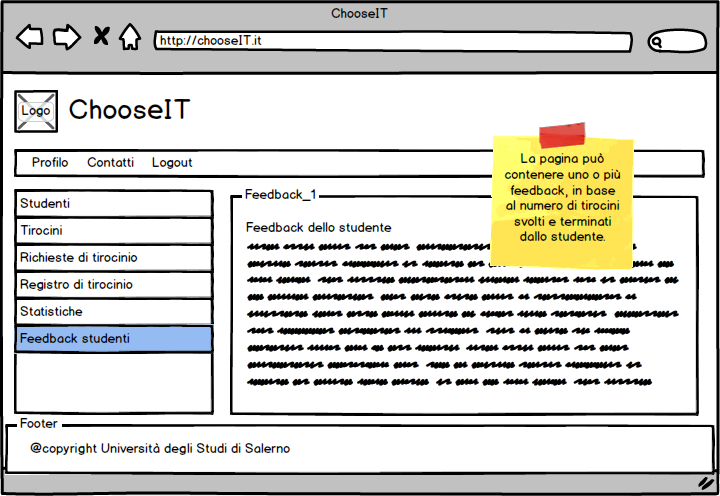 ChooseIT
http://chooseIT.it
Logo
ChooseIT
Profilo Contatti Logout
La pagina può
contenere uno o più
feedback, in base
al numero di tirocini
svolti e terminati
dallo studente.
Studenti
Tirocini
Richieste di tirocinio
Registro di tirocinio
Statistiche
Feedback studenti
Feedback_1
Feedback dello studente
Footer
@copyright Università degli Studi di Salerno